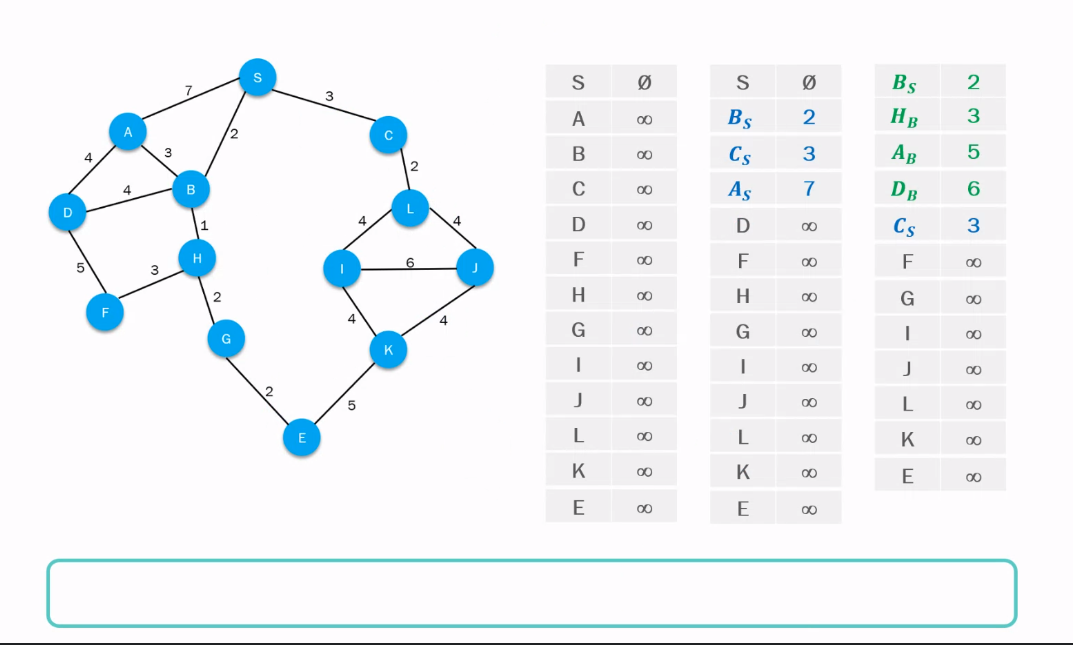 S
7
3
A
2
C
4
3
2
4
B
D
L
1
4
4
5
H
I
6
J
3
2
F
4
4
G
K
2
5
E
S Ø
A ∞
B ∞
C ∞
D ∞
F ∞
H ∞
G ∞
I ∞
J ∞
L ∞
K ∞
E ∞
S Ø
B_S 2
C_S 3
A_S 7
D ∞
F ∞
H ∞
G ∞
I ∞
J ∞
L ∞
K ∞
E ∞
B_S 2
H_B 3
A_B 5
D_B 6
C_S 3
F ∞
G ∞
I ∞
J ∞
L ∞
K ∞
E ∞